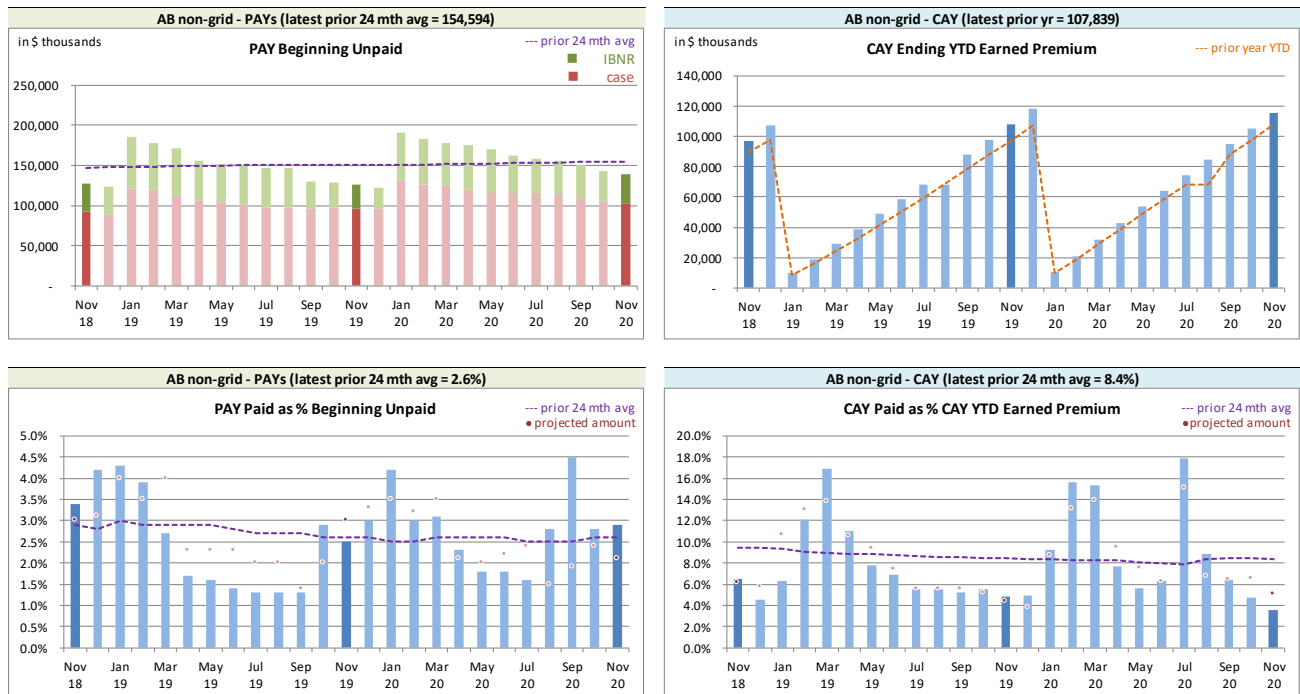 AB non-grid - PAYs (latest prior 24 mth avg = 154,594)
in $ thousands
PAY Beginning Unpaid
--- prior 24 mth avg
IBNR
case
250,000
200,000
150,000
100,000
50,000
-
Nov Jan Mar May Jul Sep Nov Jan Mar May Jul Sep Nov
18 19 19 19 19 19 19 20 20 20 20 20 20
AB non-grid - CAY (latest prior yr = 107,839)
in $ thousands
CAY Ending YTD Earned Premium
--- prior year YTD
140,000
120,000
100,000
80,000
60,000
40,000
20,000
-
Nov Jan Mar May Jul Sep Nov Jan Mar May Jul Sep Nov
18 19 19 19 19 19 19 20 20 20 20 20 20
AB non-grid - PAYs (latest prior 24 mth avg = 2.6%)
PAY Paid as % Beginning Unpaid
--- prior 24 mth avg
projected amount
5.0%
4.5%
4.0%
3.5%
3.0%
2.5%
2.0%
1.5%
1.0%
0.5%
0.0%
Nov Jan Mar May Jul Sep Nov Jan Mar May Jul Sep Nov
18 19 19 19 19 19 19 20 20 20 20 20 20
AB non-grid - CAY (latest prior 24 mth avg = 8.4%)
CAY Paid as % CAY YTD Earned Premium
--- prior 24 mth avg
projected amount
20.0%
18.0%
16.0%
14.0%
12.0%
10.0%
8.0%
6.0%
4.0%
2.0%
0.0%
Nov Jan Mar May Jul Sep Nov Jan Mar May Jul Sep Nov
18 19 19 19 19 19 19 20 20 20 20 20 20